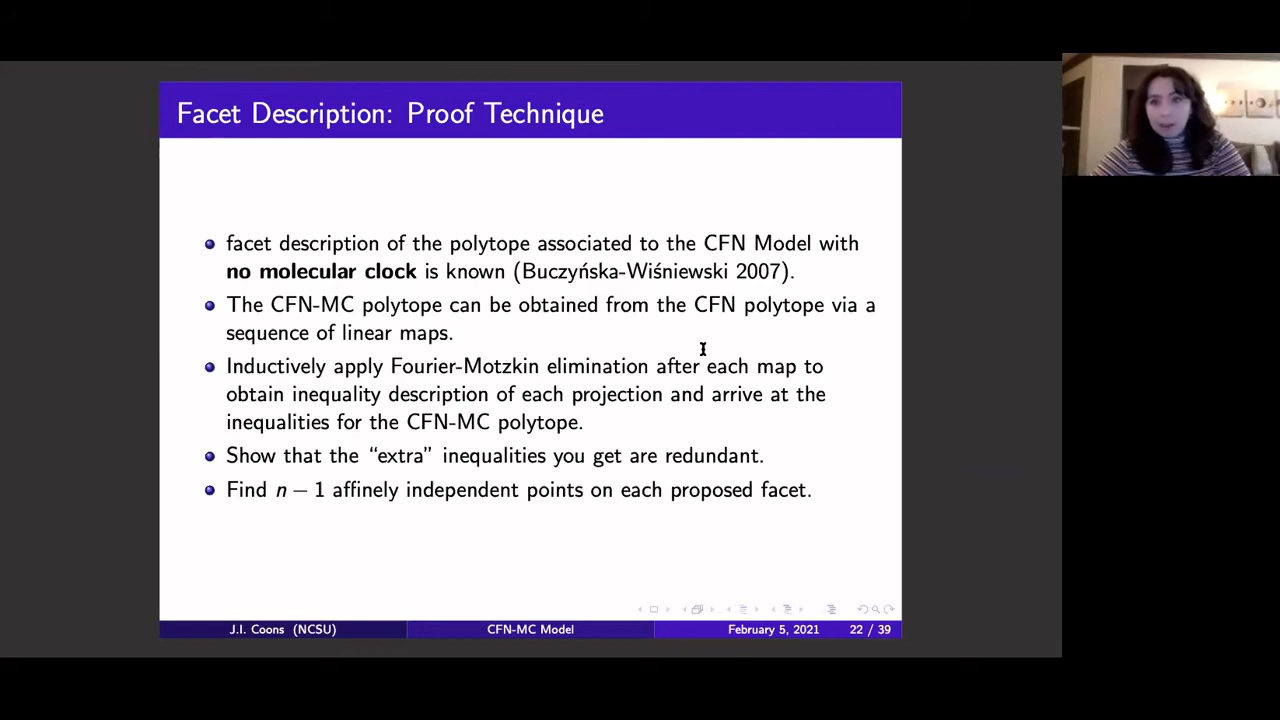 Facet Description: Proof Technique
facet description of the polytope associated to the CFN Model with
no molecular clock is known (Buczyńska-Wiśniewski 2007).
The CFN-MC polytope can be obtained from the CFN polytope via a
sequence of linear maps.
Inductively apply Fourier-Motzkin elimination after each map to
obtain inequality description of each projection and arrive at the
inequalities for the CFN-MC polytope.
Show that the “extra” inequalities you get are redundant.
Find n − 1 affinely independent points on each proposed facet.
J.I. Coons (NCSU) CFN-MC Model February 5, 2021 22 / 39